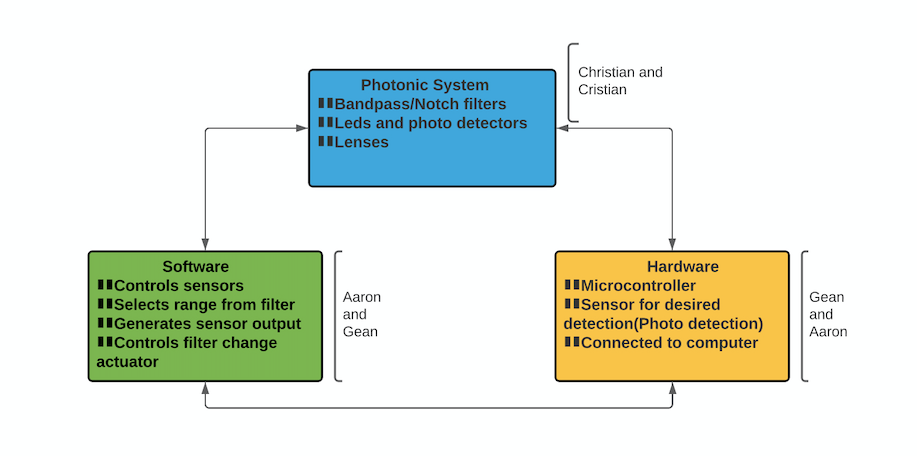 Photonic System
▮▮Bandpass/Notch filters
▮▮Leds and photo detectors
▮▮Lenses
Christian and
Cristian
Software
▮▮Controls sensors
▮▮Selects range from filter
▮▮Generates sensor output
▮▮Controls filter change
actuator
Aaron
and
Gean
Hardware
▮▮Microcontroller
▮▮Sensor for desired
detection(Photo detection)
▮▮Connected to computer
Gean
and
Aaron